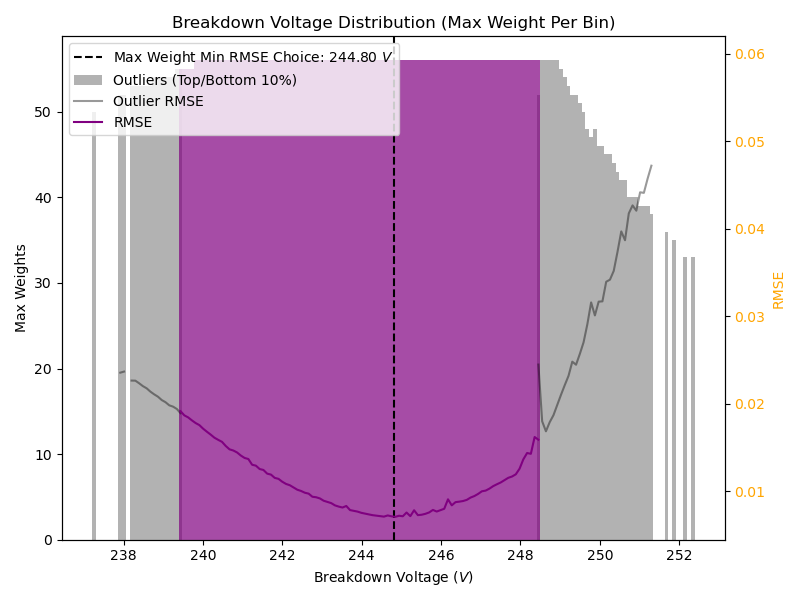 Breakdown Voltage Distribution (Max Weight Per Bin)
Max Weight Min RMSE Choice: 244.80 V
Outliers (Top/Bottom 10%)
Outlier RMSE
RMSE
Max Weights
0
10
20
30
40
50
238
240
242
244
246
248
250
252
Breakdown Voltage (V)
0.06
0.05
0.04
0.03
0.02
0.01
RMSE